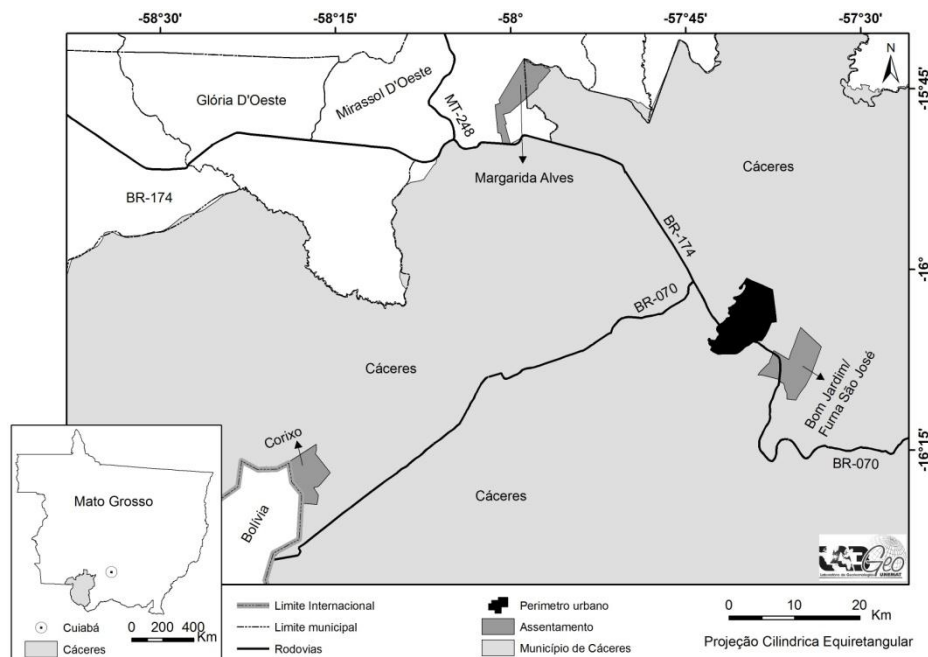 -58°30'
-58°15'
-58°
-57°45'
-57°30'
N
-15°45'
Glória D'Oeste
Mirassol D'Oeste
MT-248
Margarida Alves
Cáceres
BR-174
BR-174
-16°
BR-070
Cáceres
Bom Jardim/
Furna São José
Corixo
-16°15'
BR-070
Mato Grosso
Bolívia
Cáceres
Geo
UNEMAT
Cuiabá
0 200 400
Km
Cáceres
Limite Internacional
Limite municipal
Rodovias
Perimetro urbano
Assentamento
Município de Cáceres
0 10 20
Km
Projeção Cilindrica Equiretangular